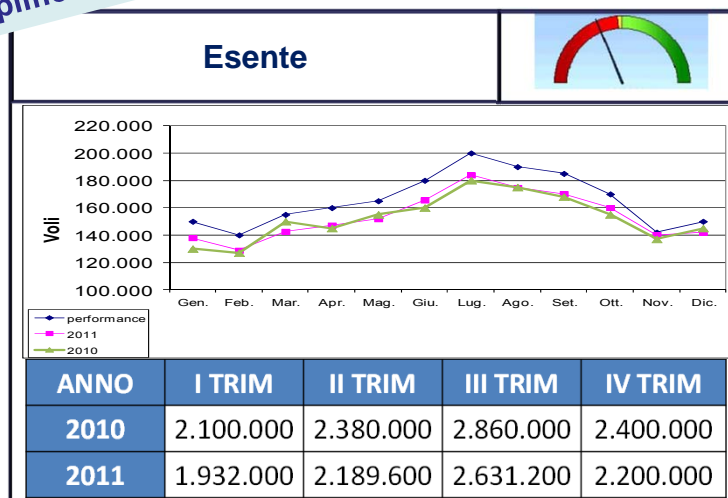 Esente
220.000
200.000
180.000
160.000
140.000
120.000
100.000
Voli
Gen. Feb. Mar. Apr. Mag. Giu. Lug. Ago. Set. Ott. Nov. Dic.
performance
2011
2010
ANNO I TRIM II TRIM III TRIM IV TRIM
2010 2.100.000 2.380.000 2.860.000 2.400.000
2011 1.932.000 2.189.600 2.631.200 2.200.000